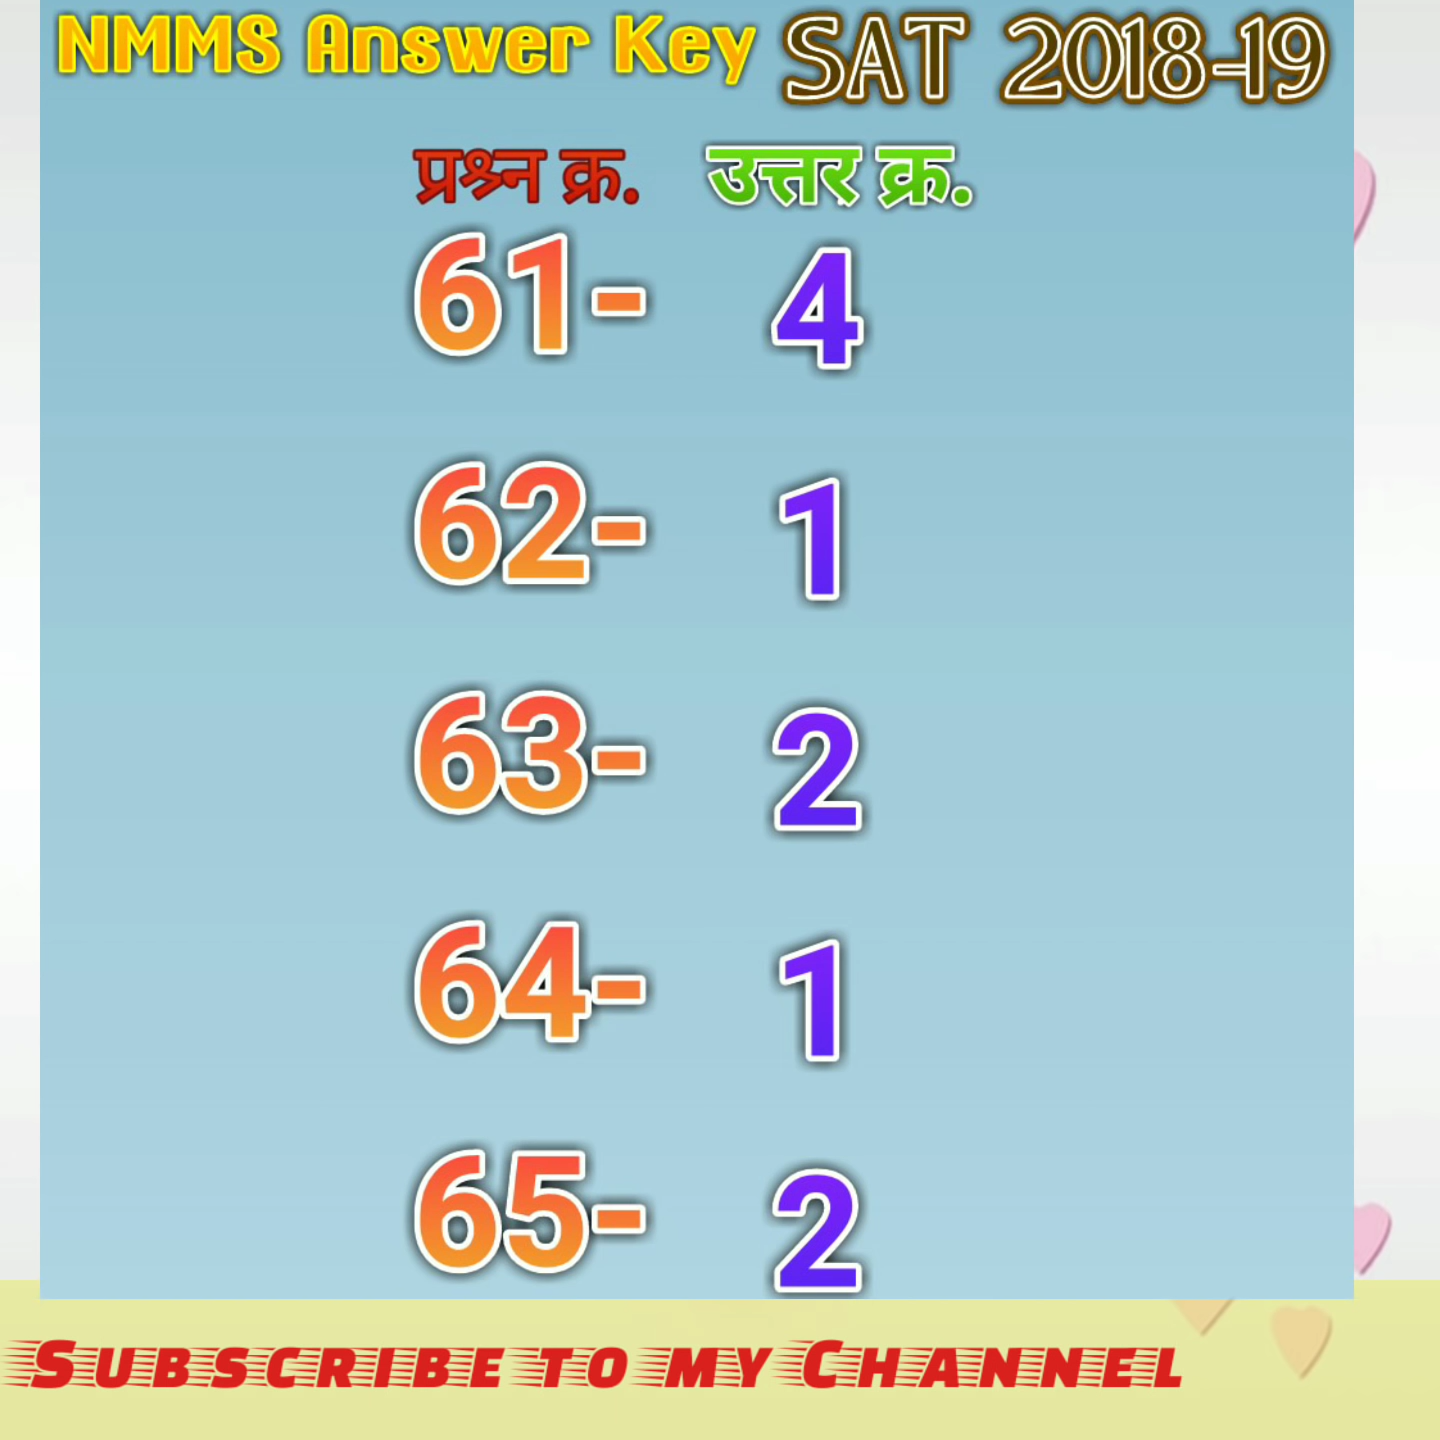 NMMS Answer Key SAT 2018-19
प्रश्न क्र. उत्तर क्र.
61- 4
62- 1
63- 2
64- 1
65- 2
Subscribe to my Channel